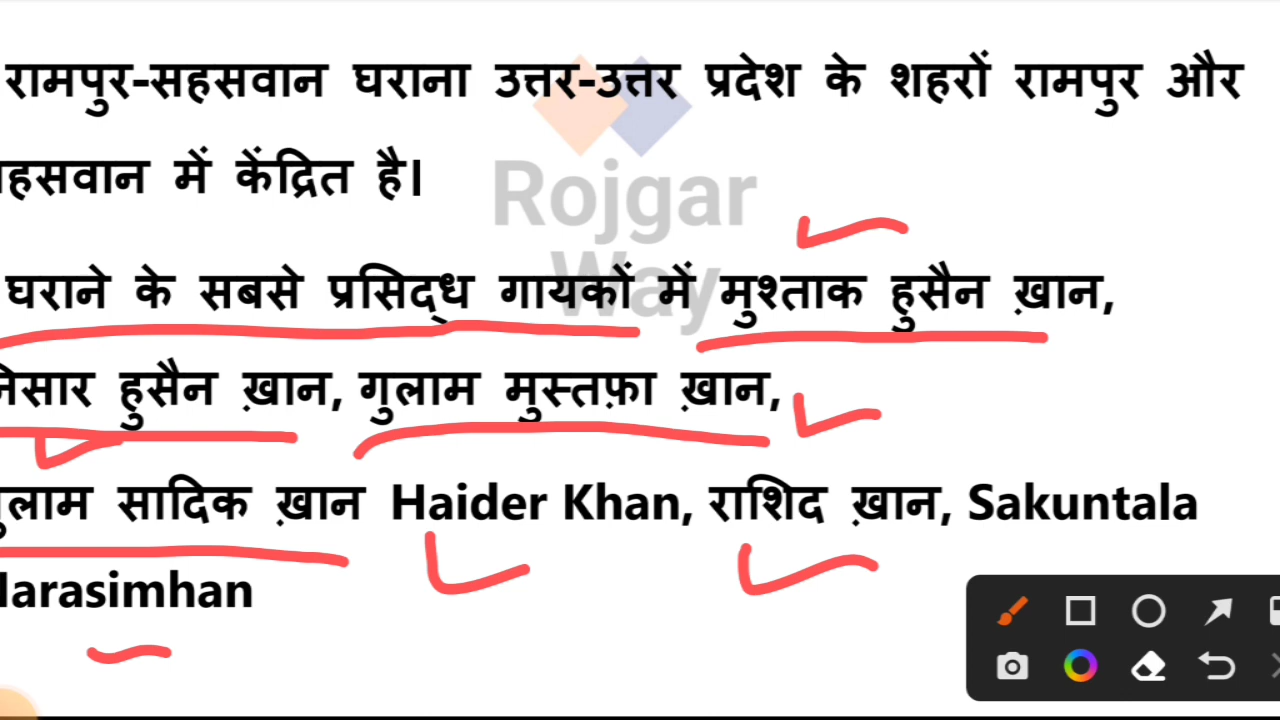 रामपुर-सहसवान घराना उत्तर-उत्तर प्रदेश के शहरों रामपुर और
हसवान में केंद्रित है।
Rojgar
Way
घराने के सबसे प्रसिद्ध गायकों में मुश्ताक हुसैन ख़ान,
निसार हुसैन ख़ान, गुलाम मुस्तफ़ा ख़ान,
गुलाम सादिक ख़ान Haider Khan, राशिद ख़ान, Sakuntala
Narasimhan